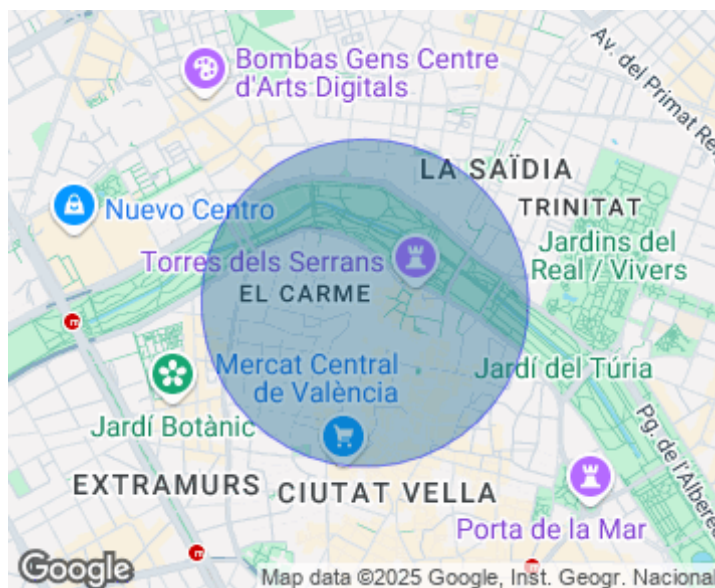 Bombas Gens Centre
d'Arts Digitals
Av. del Primat Re
LA SAÏDIA
TRINITAT
Nuevo Centro
Jardins del
Real / Vivers
Torres dels Serrans
EL CARME
Mercat Central
de València
Jardí del Túria
Jardí Botànic
Pg. de l'Albere
EXTRAMURS
CIUTAT VELLA
Porta de la Mar
Google
Map data ©2025 Google, Inst. Geogr. Nacional